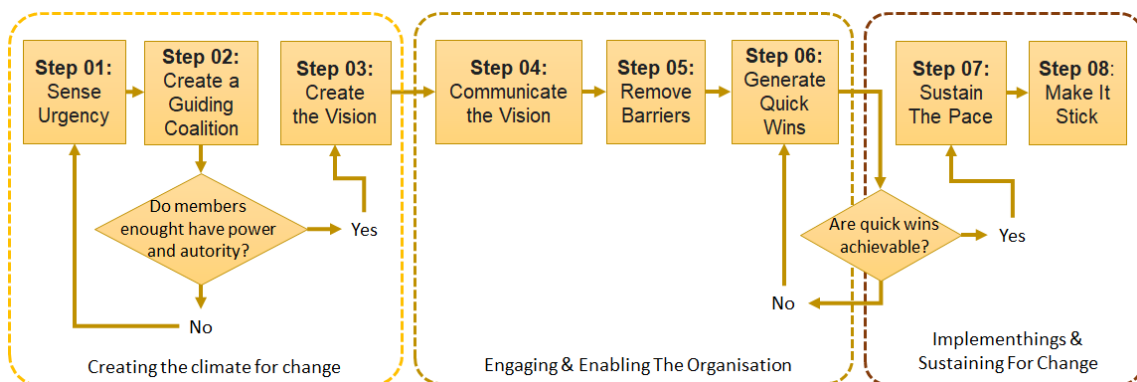 Step 01:
Sense
Urgency
Step 02:
Create a
Guiding
Coalition
Step 03:
Create
the Vision
Step 04:
Communicate
the Vision
Step 05:
Remove
Barriers
Step 06:
Generate
Quick
Wins
Step 07:
Sustain
The Pace
Step 08:
Make It
Stick
Do members
enought have power
and autority?
Yes
No
Are quick wins
achievable?
Yes
No
Creating the climate for change
Engaging & Enabling The Organisation
Implementhings &
Sustaining For Change